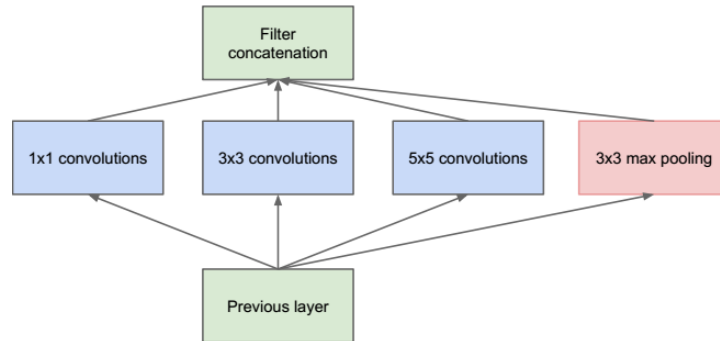 Filter
concatenation
1x1 convolutions
3x3 convolutions
5x5 convolutions
3x3 max pooling
Previous layer